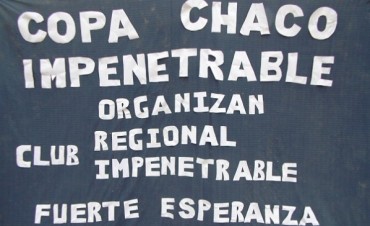 COPA CHACO
IMPENETRABLE
ORGANIZAN
CLUB REGIONAL
IMPENETRABLE
FUERTE ESPERANZA